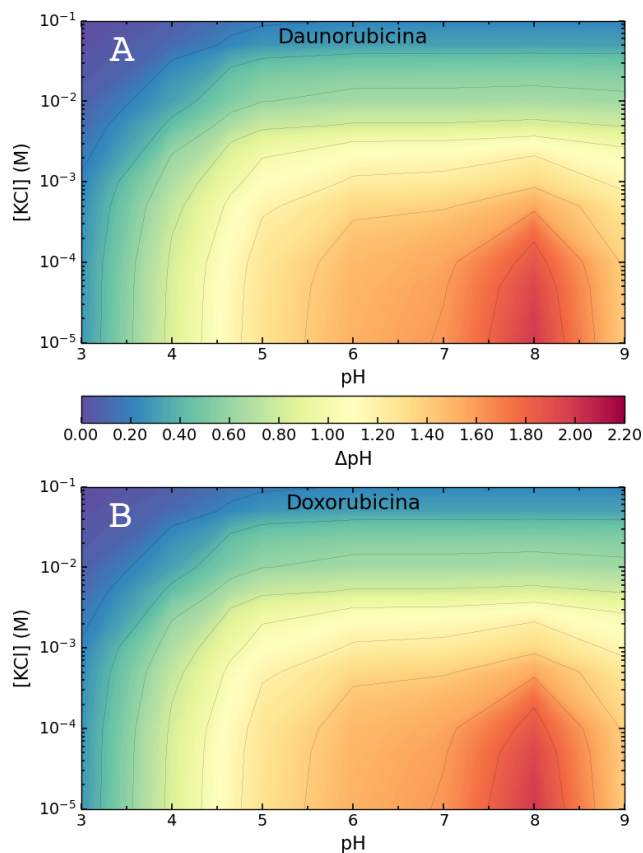 A
Daunorubicina
[KCl] (M)
10⁻¹
10⁻²
10⁻³
10⁻⁴
10⁻⁵
3 4 5 6 7 8 9
pH
0.00 0.20 0.40 0.60 0.80 1.00 1.20 1.40 1.60 1.80 2.00 2.20
ΔpH
B
Doxorubicina
[KCl] (M)
10⁻¹
10⁻²
10⁻³
10⁻⁴
10⁻⁵
3 4 5 6 7 8 9
pH